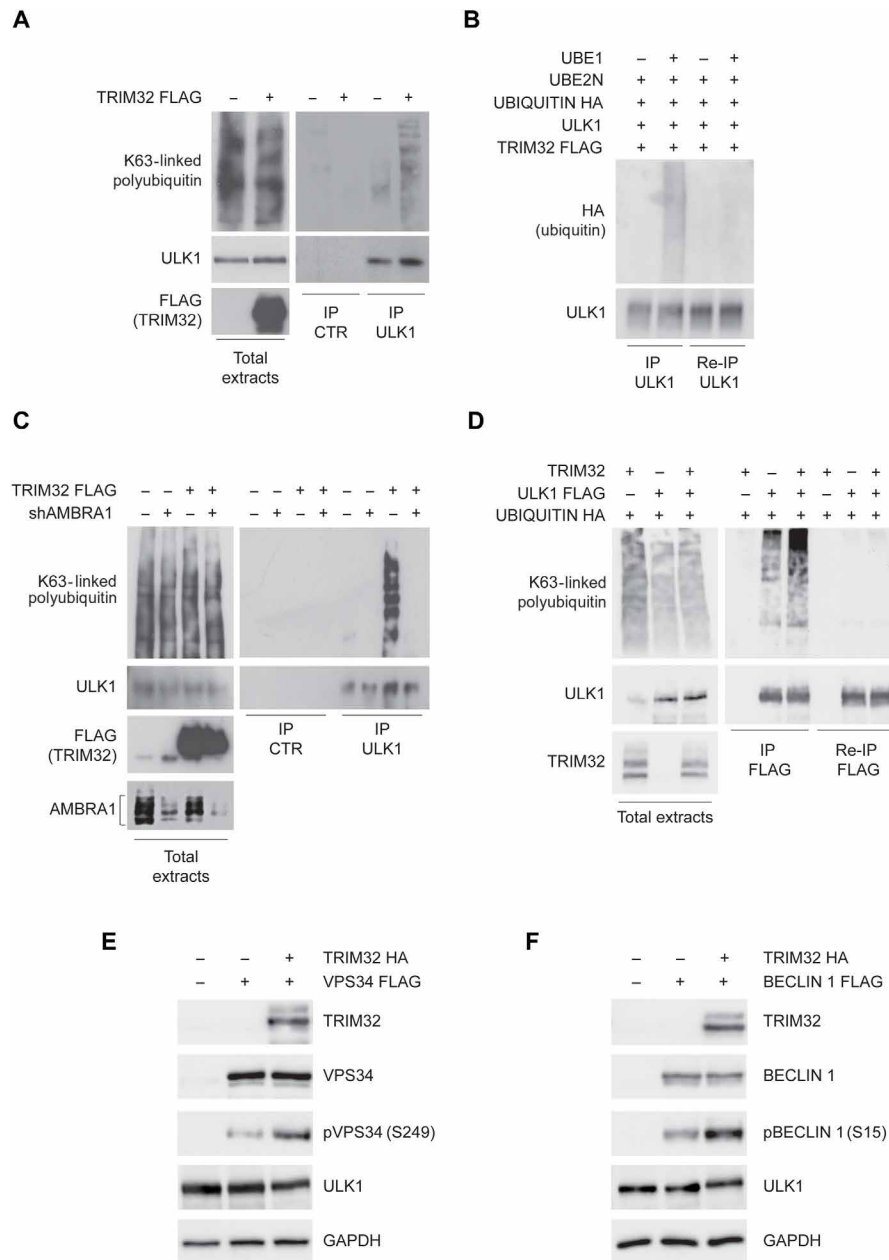 A
TRIM32 FLAG – + – + – +
K63-linked
polyubiquitin
ULK1
FLAG
(TRIM32)
Total
extracts
IP
CTR
IP
ULK1
B
UBE1 – + – +
UBE2N + + + +
UBIQUITIN HA + + + +
ULK1 + + + +
TRIM32 FLAG + + + +
HA
(ubiquitin)
ULK1
IP
ULK1
Re-IP
ULK1
C
TRIM32 FLAG – – + + – – + + – – + +
shAMBRA1 – + – + – + – + – + – +
K63-linked
polyubiquitin
ULK1
FLAG
(TRIM32)
AMBRA1
Total
extracts
IP
CTR
IP
ULK1
D
TRIM32 + – + + – + + – +
ULK1 FLAG – + + – + + – + +
UBIQUITIN HA + + + + + + + + +
K63-linked
polyubiquitin
ULK1
TRIM32
Total extracts
IP
FLAG
Re-IP
FLAG
E
– – + TRIM32 HA
– + + VPS34 FLAG
TRIM32
VPS34
pVPS34 (S249)
ULK1
GAPDH
F
– – + TRIM32 HA
– + + BECLIN 1 FLAG
TRIM32
BECLIN 1
pBECLIN 1 (S15)
ULK1
GAPDH